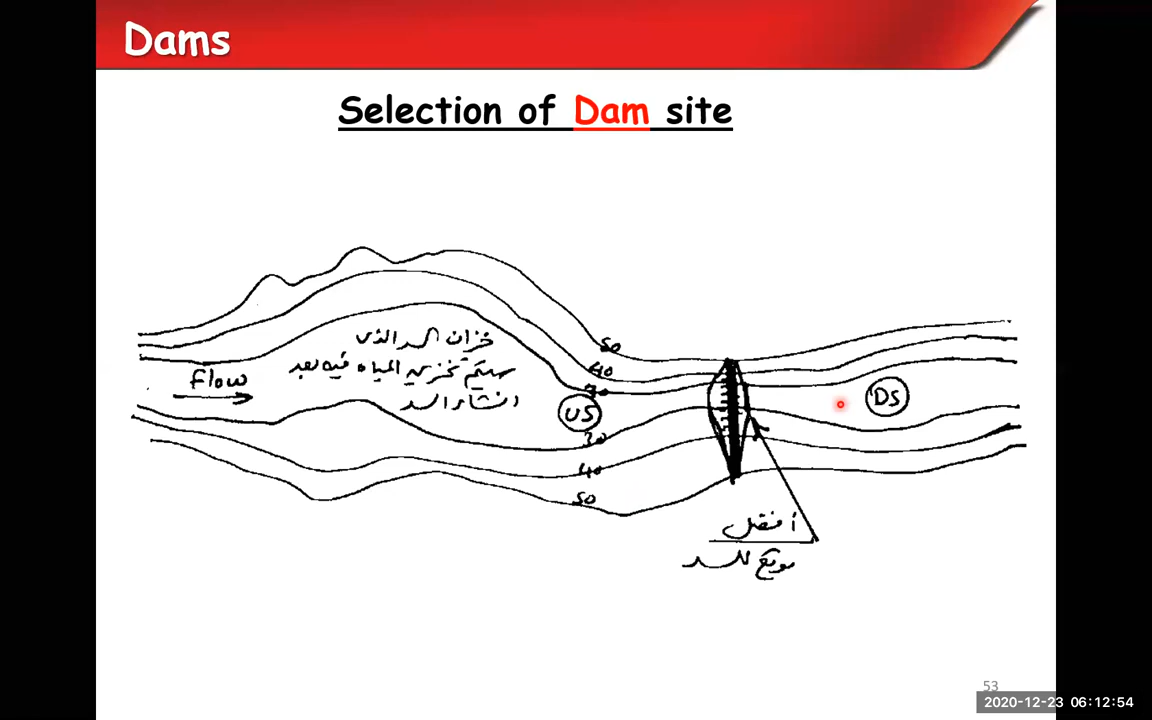 Dams
Selection of Dam site
خزان السد الذى
سيتم تخزين المياه فيه بعد
انشاء السد
Flow
50
40
30
US
DS
30
40
50
أفضل
موقع للسد
53
2020-12-23 06:12:54